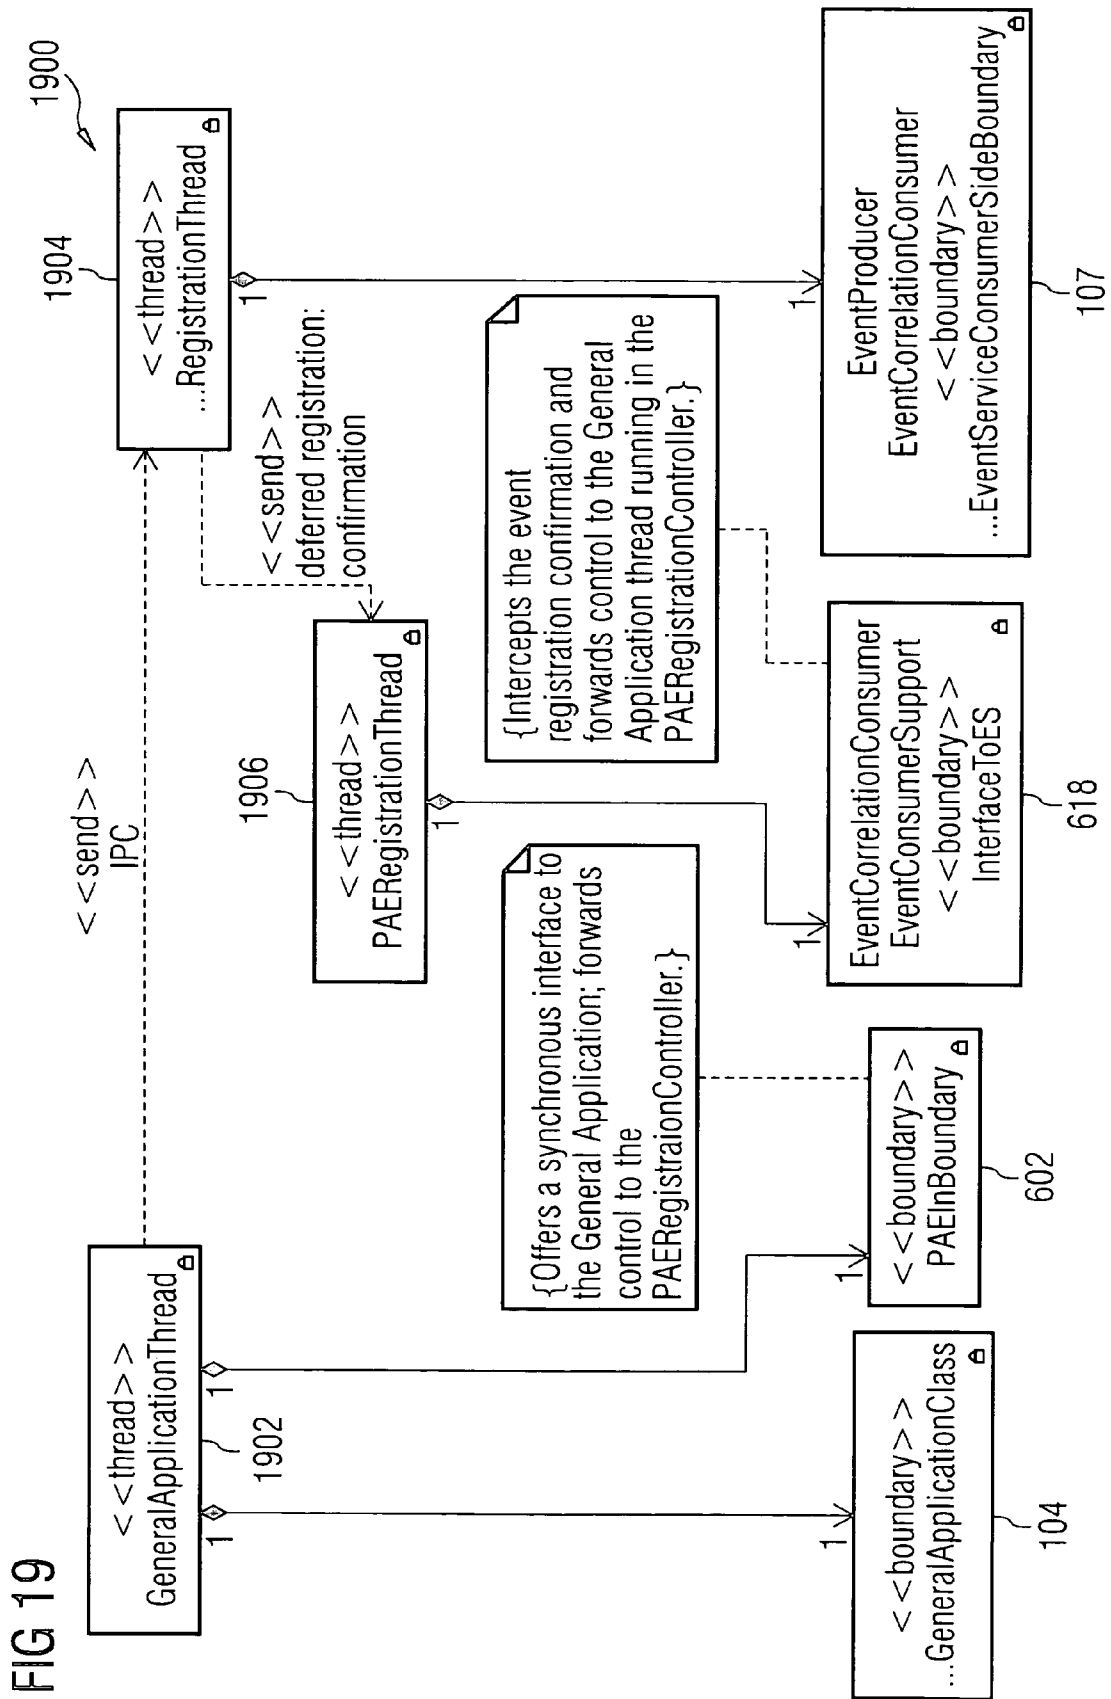 FIG 19
1900
<<thread>>
GeneralApplicationThread
1902
<<send>>
IPC
<<thread>>
...RegistrationThread
1904
<<send>>
deferred registration:
confirmation
<<thread>>
PAERegistrationThread
1906
1
1
1
1
{Offers a synchronous interface to
the General Application; forwards
control to the
PAERegistraionController.}
{Intercepts the event
registration confirmation and
forwards control to the General
Application thread running in the
PAERegistrationController.}
1
1
1
1
<<boundary>>
...GeneralApplicationClass
104
<<boundary>>
PAEInBoundary
602
EventCorrelationConsumer
EventConsumerSupport
<<boundary>>
InterfaceToES
618
EventProducer
EventCorrelationConsumer
<<boundary>>
...EventServiceConsumerSideBoundary
107